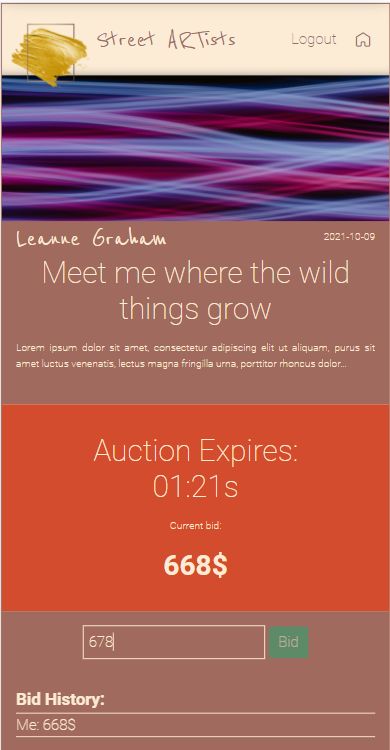 Street ARTists
Logout
Leanne Graham
2021-10-09
Meet me where the wild
things grow
Lorem ipsum dolor sit amet, consectetur adipiscing elit ut aliquam, purus sit
amet luctus venenatis, lectus magna fringilla urna, porttitor rhoncus dolor...
Auction Expires:
01:21s
Current bid:
668$
678
Bid
Bid History:
Me: 668$